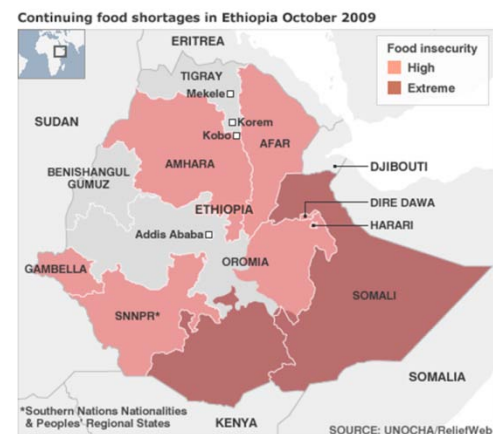 Continuing food shortages in Ethiopia October 2009
ERITREA
Food insecurity
High
Extreme
TIGRAY
Mekele
SUDAN
Korem
Kobo
AFAR
AMHARA
DJIBOUTI
BENISHANGUL
GUMUZ
DIRE DAWA
ETHIOPIA
HARARI
Addis Ababa
OROMIA
GAMBELLA
SOMALI
SNNPR*
SOMALIA
*Southern Nations Nationalities
& Peoples' Regional States
KENYA
SOURCE: UNOCHA/ReliefWeb